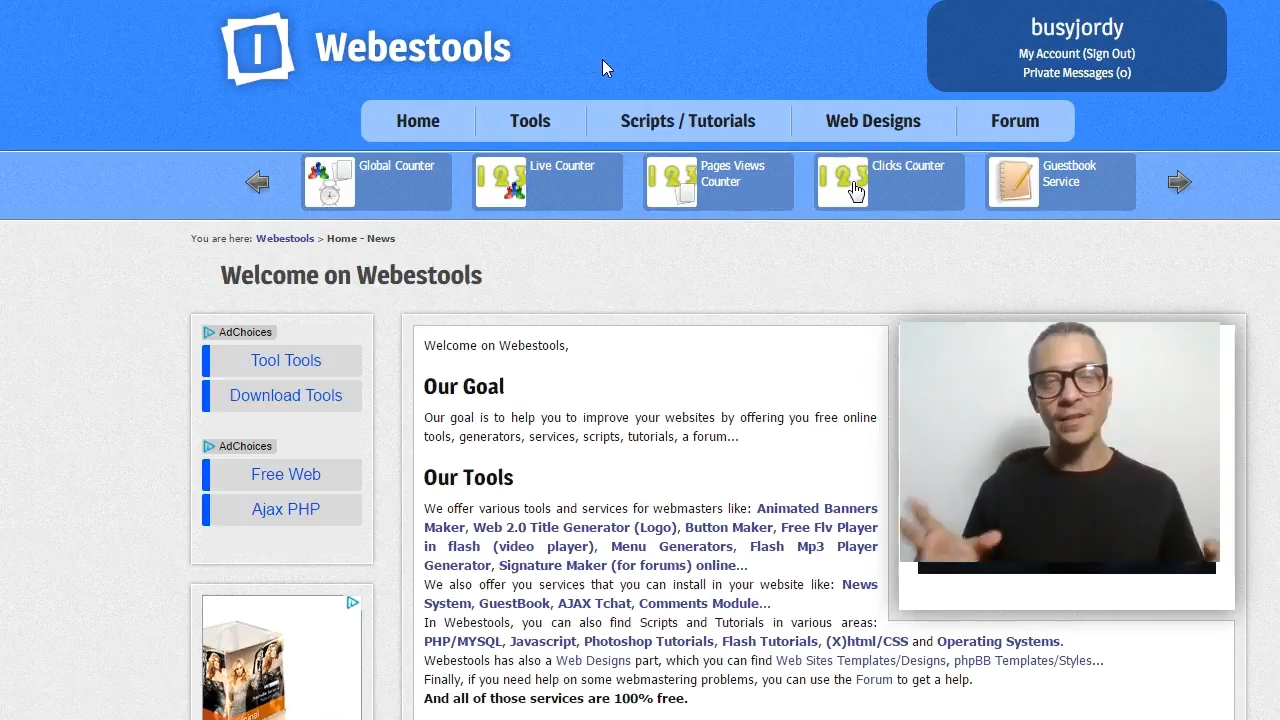 Webestools
busyjordy
My Account (Sign Out)
Private Messages (0)
Home
Tools
Scripts / Tutorials
Web Designs
Forum
Global Counter
Live Counter
Pages Views
Counter
Clicks Counter
Guestbook
Service
You are here: Webestools > Home - News
Welcome on Webestools
AdChoices
Tool Tools
Download Tools
AdChoices
Free Web
Ajax PHP
Welcome on Webestools,
Our Goal
Our goal is to help you to improve your websites by offering you free online
tools, generators, services, scripts, tutorials, a forum...
Our Tools
We offer various tools and services for webmasters like: Animated Banners
Maker, Web 2.0 Title Generator (Logo), Button Maker, Free Flv Player
in flash (video player), Menu Generators, Flash Mp3 Player
Generator, Signature Maker (for forums) online...
We also offer you services that you can install in your website like: News
System, GuestBook, AJAX Tchat, Comments Module...
In Webestools, you can also find Scripts and Tutorials in various areas:
PHP/MYSQL, Javascript, Photoshop Tutorials, Flash Tutorials, (X)html/CSS and Operating Systems.
Webestools has also a Web Designs part, which you can find Web Sites Templates/Designs, phpBB Templates/Styles...
Finally, if you need help on some webmastering problems, you can use the Forum to get a help.
And all of those services are 100% free.